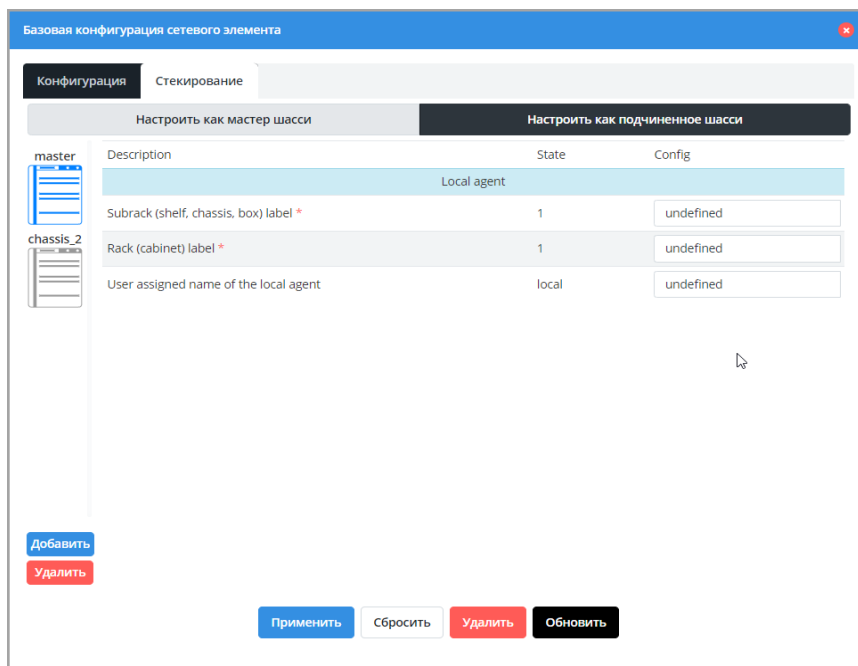 Базовая конфигурация сетевого элемента
Конфигурация Стекирование
Настроить как мастер шасси Настроить как подчиненное шасси
master Description State Config
Local agent
Subrack (shelf, chassis, box) label * 1 undefined
chassis_2
Rack (cabinet) label * 1 undefined
User assigned name of the local agent local undefined
Добавить
Удалить
Применить Сбросить Удалить Обновить